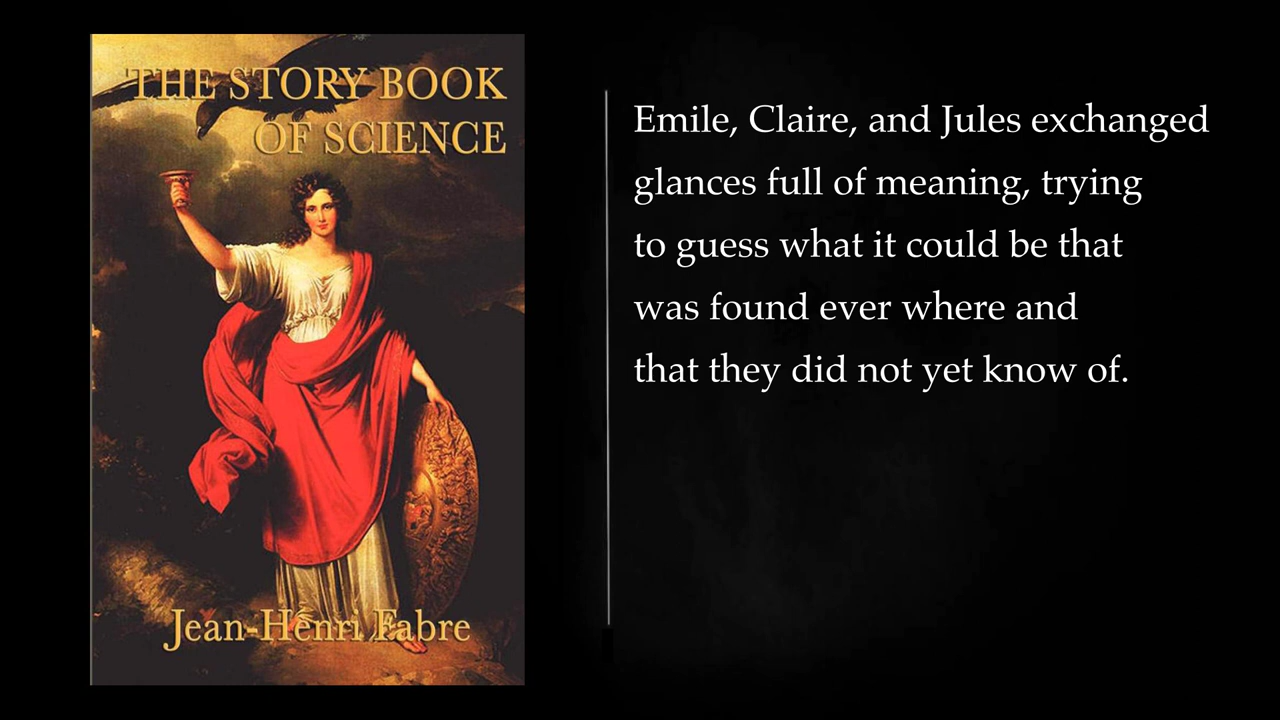 THE STORY BOOK
OF SCIENCE
Jean-Henri Fabre
Emile, Claire, and Jules exchanged
glances full of meaning, trying
to guess what it could be that
was found ever where and
that they did not yet know of.